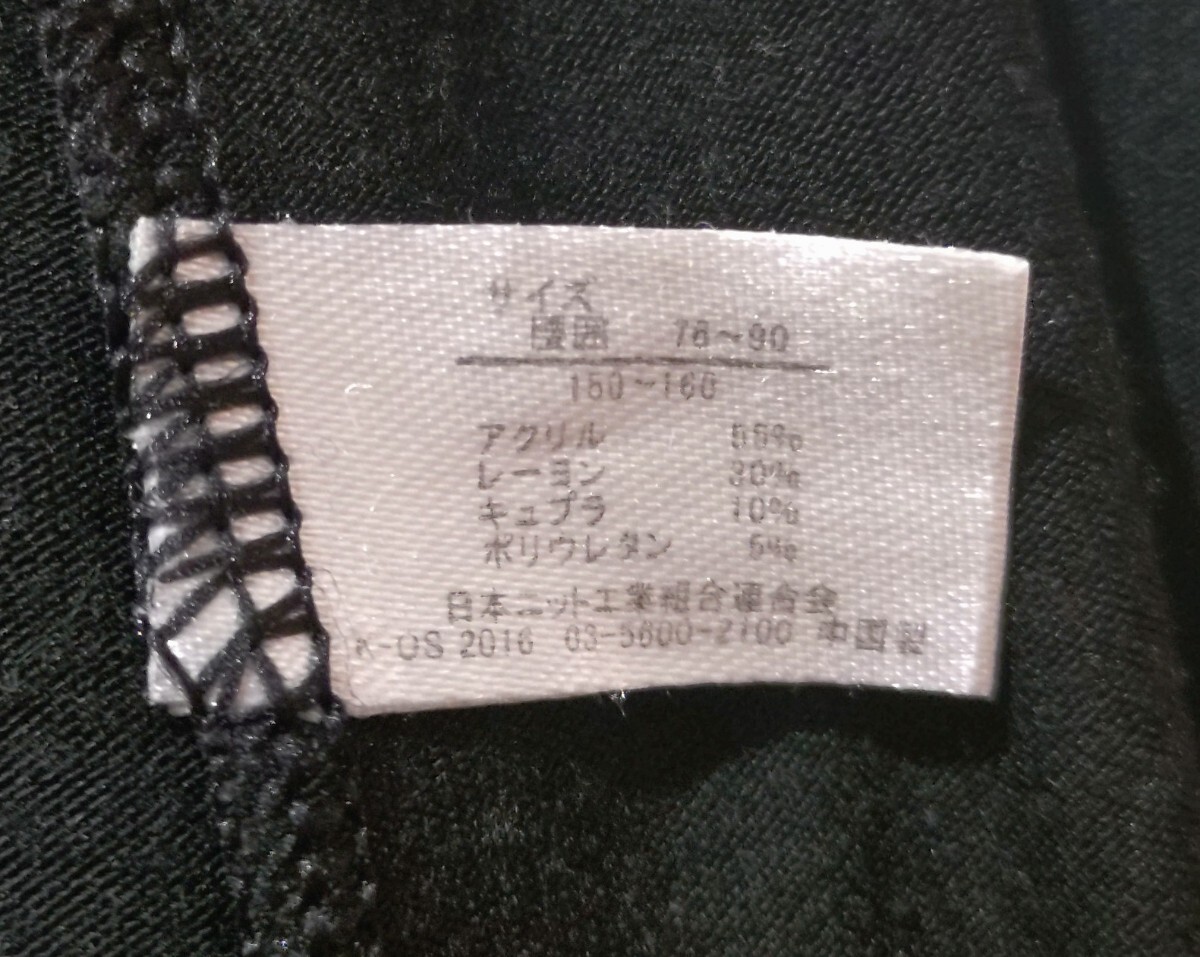 サイズ
腰囲 76~90
150~160
アクリル 55%
レーヨン 30%
キュプラ 10%
ポリウレタン 5%
日本ニット工業組合連合会
K-OS 2016 03-5600-2100 中国製